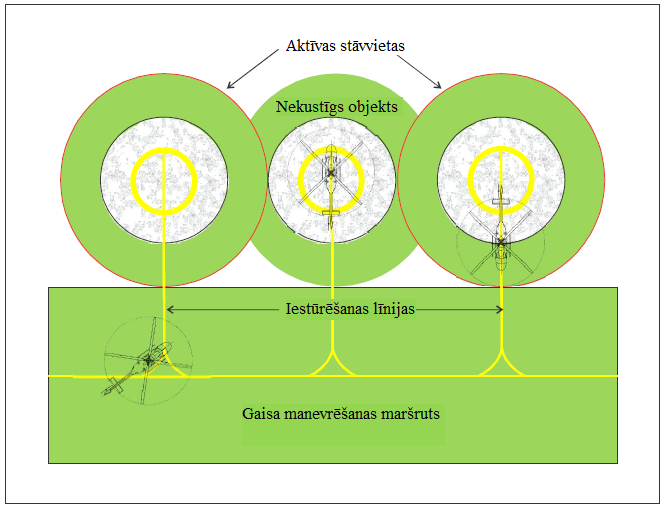 Aktīvas stāvvietas
Nekustīgs objekts
Iestūrēšanas līnijas
Gaisa manevrēšanas maršruts